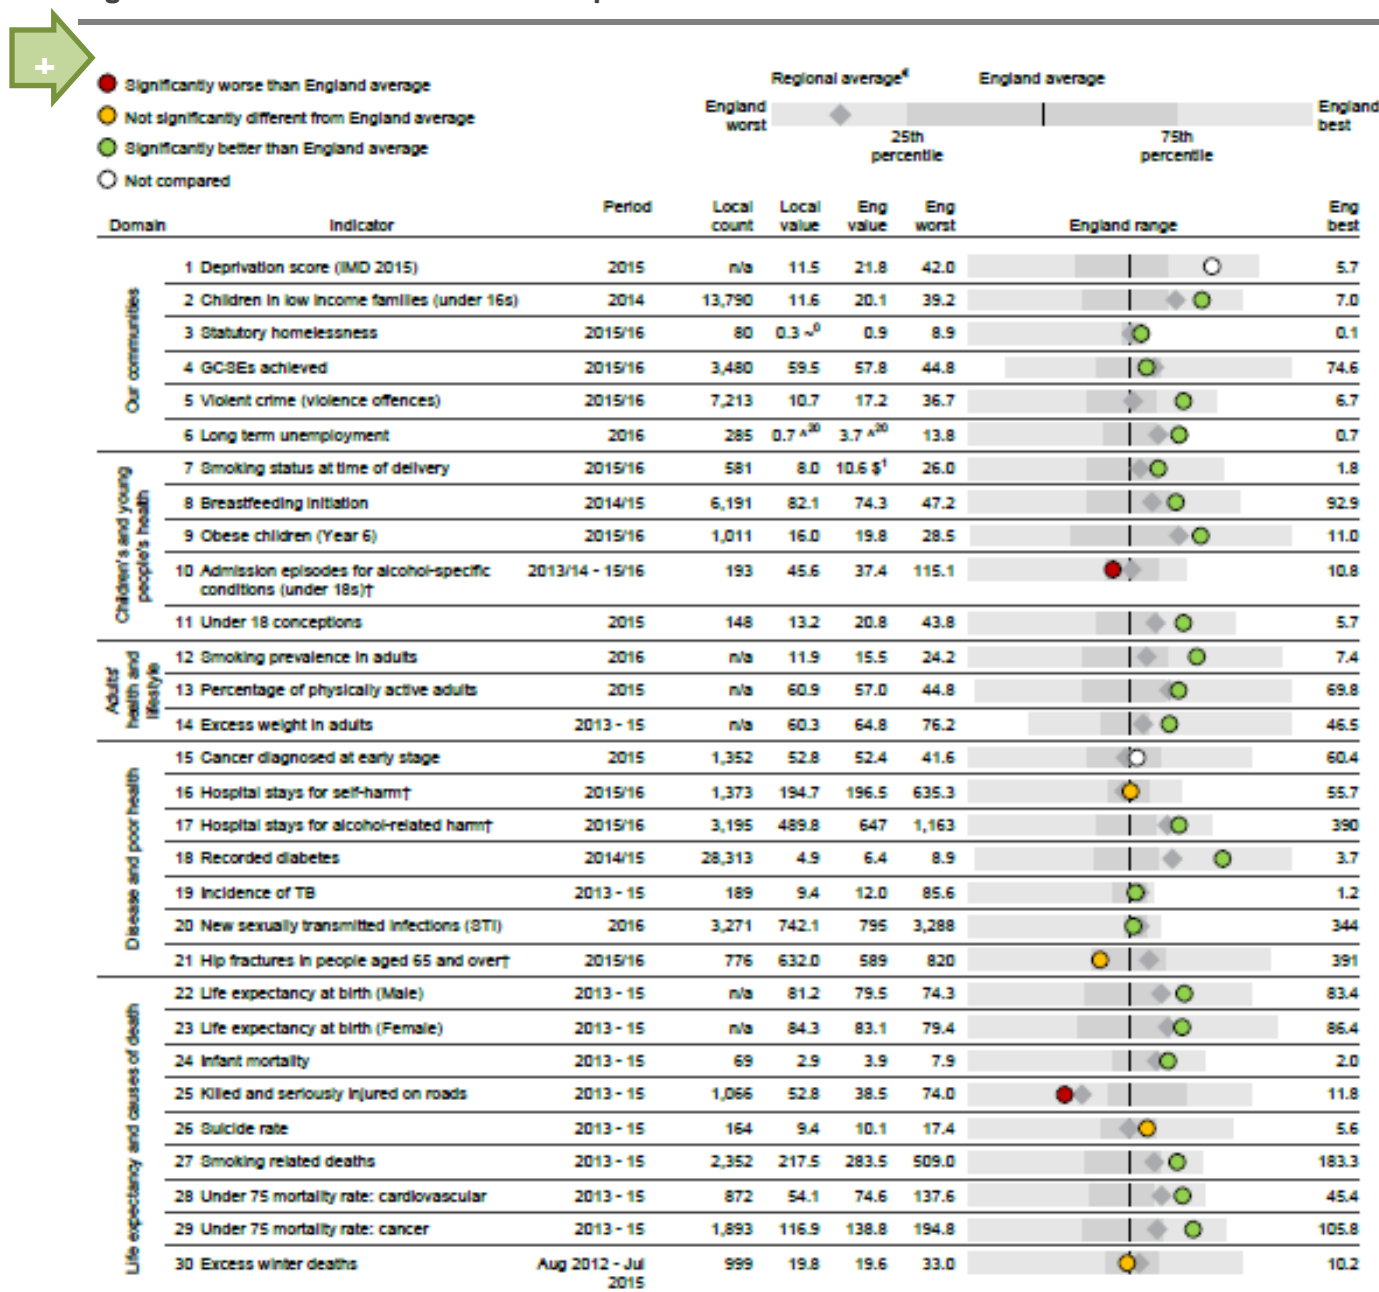 +
Significantly worse than England average
Not significantly different from England average
Significantly better than England average
Not compared
Regional average⁴ England average
England worst
England best
25th percentile
75th percentile
Domain Indicator Period Local count Local value Eng value Eng worst England range Eng best
Our communities
1 Deprivation score (IMD 2015) 2015 n/a 11.5 21.8 42.0 5.7
2 Children in low income families (under 16s) 2014 13,790 11.6 20.1 39.2 7.0
3 Statutory homelessness 2015/16 80 0.3 ~⁰ 0.9 8.9 0.1
4 GCSEs achieved 2015/16 3,480 59.5 57.8 44.8 74.6
5 Violent crime (violence offences) 2015/16 7,213 10.7 17.2 36.7 6.7
6 Long term unemployment 2016 285 0.7 ^²⁰ 3.7 ^²⁰ 13.8 0.7
Children's and young people's health
7 Smoking status at time of delivery 2015/16 581 8.0 10.6 $¹ 26.0 1.8
8 Breastfeeding initiation 2014/15 6,191 82.1 74.3 47.2 92.9
9 Obese children (Year 6) 2015/16 1,011 16.0 19.8 28.5 11.0
10 Admission episodes for alcohol-specific 2013/14 - 15/16 193 45.6 37.4 115.1 10.8
conditions (under 18s)†
11 Under 18 conceptions 2015 148 13.2 20.8 43.8 5.7
Adults' health and lifestyle
12 Smoking prevalence in adults 2016 n/a 11.9 15.5 24.2 7.4
13 Percentage of physically active adults 2015 n/a 60.9 57.0 44.8 69.8
14 Excess weight in adults 2013 - 15 n/a 60.3 64.8 76.2 46.5
Disease and poor health
15 Cancer diagnosed at early stage 2015 1,352 52.8 52.4 41.6 60.4
16 Hospital stays for self-harm† 2015/16 1,373 194.7 196.5 635.3 55.7
17 Hospital stays for alcohol-related harm† 2015/16 3,195 489.8 647 1,163 390
18 Recorded diabetes 2014/15 28,313 4.9 6.4 8.9 3.7
19 Incidence of TB 2013 - 15 189 9.4 12.0 85.6 1.2
20 New sexually transmitted infections (STI) 2016 3,271 742.1 795 3,288 344
21 Hip fractures in people aged 65 and over† 2015/16 776 632.0 589 820 391
Life expectancy and causes of death
22 Life expectancy at birth (Male) 2013 - 15 n/a 81.2 79.5 74.3 83.4
23 Life expectancy at birth (Female) 2013 - 15 n/a 84.3 83.1 79.4 86.4
24 Infant mortality 2013 - 15 69 2.9 3.9 7.9 2.0
25 Killed and seriously injured on roads 2013 - 15 1,066 52.8 38.5 74.0 11.8
26 Suicide rate 2013 - 15 164 9.4 10.1 17.4 5.6
27 Smoking related deaths 2013 - 15 2,352 217.5 283.5 509.0 183.3
28 Under 75 mortality rate: cardiovascular 2013 - 15 872 54.1 74.6 137.6 45.4
29 Under 75 mortality rate: cancer 2013 - 15 1,893 116.9 138.8 194.8 105.8
30 Excess winter deaths Aug 2012 - Jul 2015 999 19.8 19.6 33.0 10.2